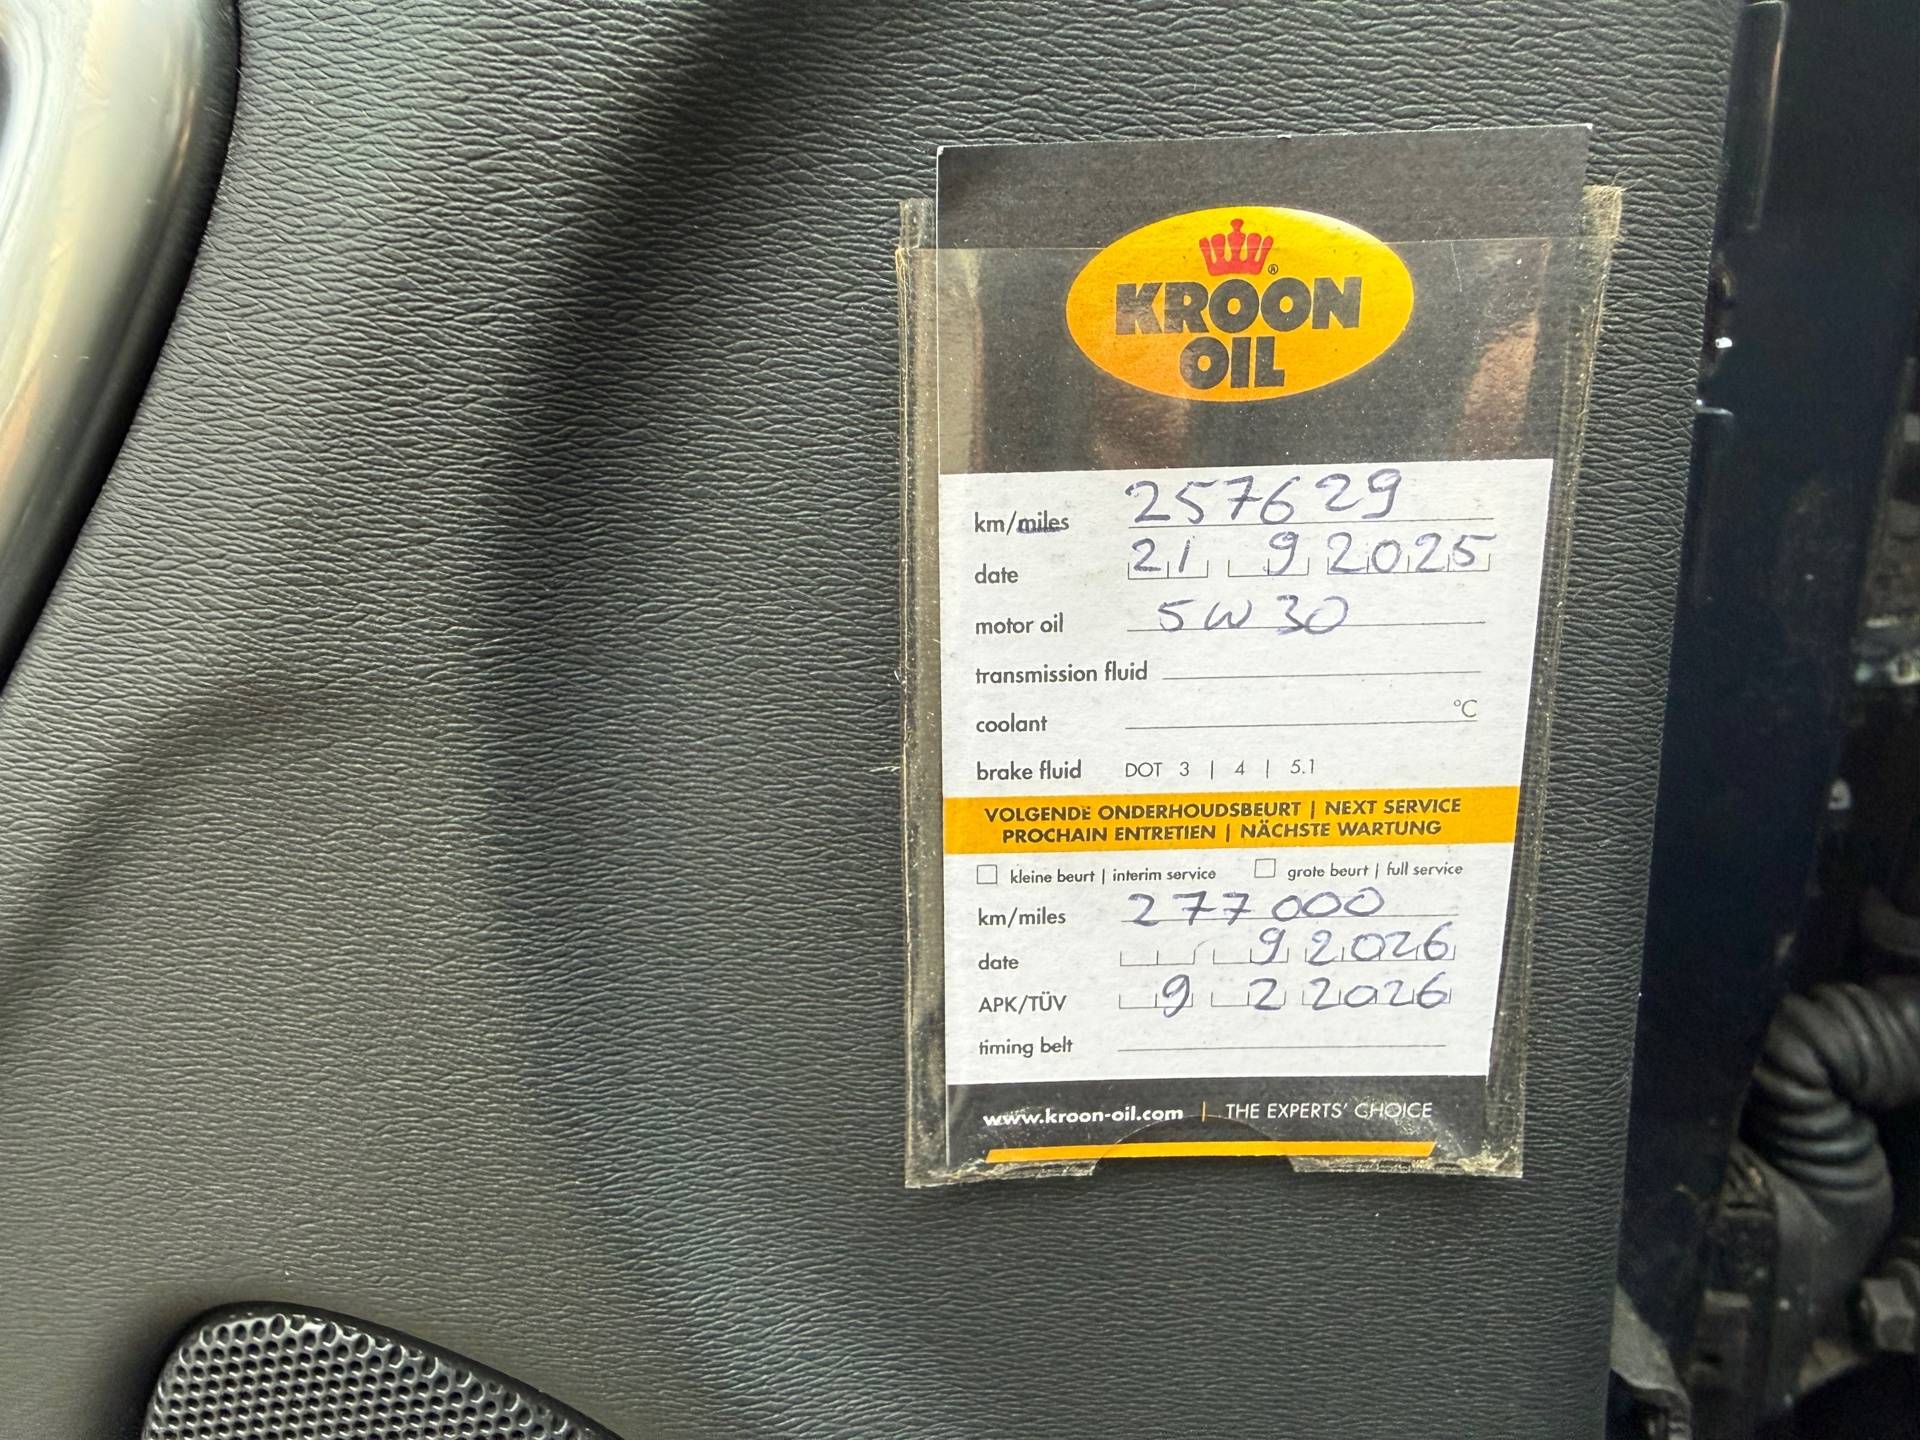 KROON
OIL
km/miles 257629
date 21 9 2025
motor oil 5W30
transmission fluid
coolant °C
brake fluid DOT 3 | 4 | 5.1
VOLGENDE ONDERHOUDSBEURT | NEXT SERVICE
PROCHAIN ENTRETIEN | NÄCHSTE WARTUNG
kleine beurt | interim service grote beurt | full service
km/miles 277000
date 9 2026
APK/TÜV 9 2 2026
timing belt
www.kroon-oil.com | THE EXPERTS' CHOICE